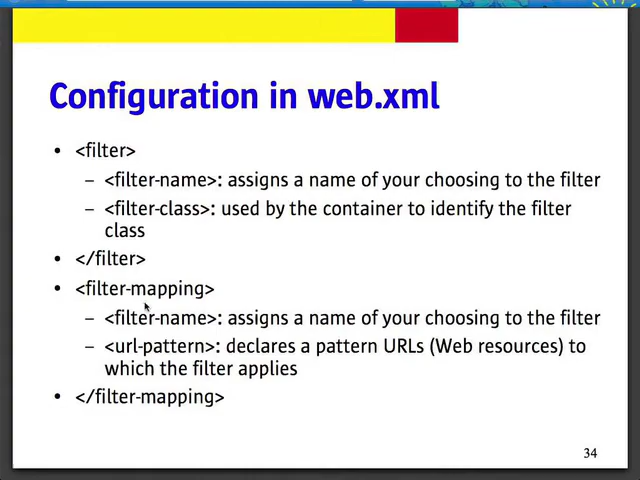 Configuration in web.xml
• <filter>
– <filter-name>: assigns a name of your choosing to the filter
– <filter-class>: used by the container to identify the filter
class
• </filter>
• <filter-mapping>
– <filter-name>: assigns a name of your choosing to the filter
– <url-pattern>: declares a pattern URLs (Web resources) to
which the filter applies
• </filter-mapping>
34